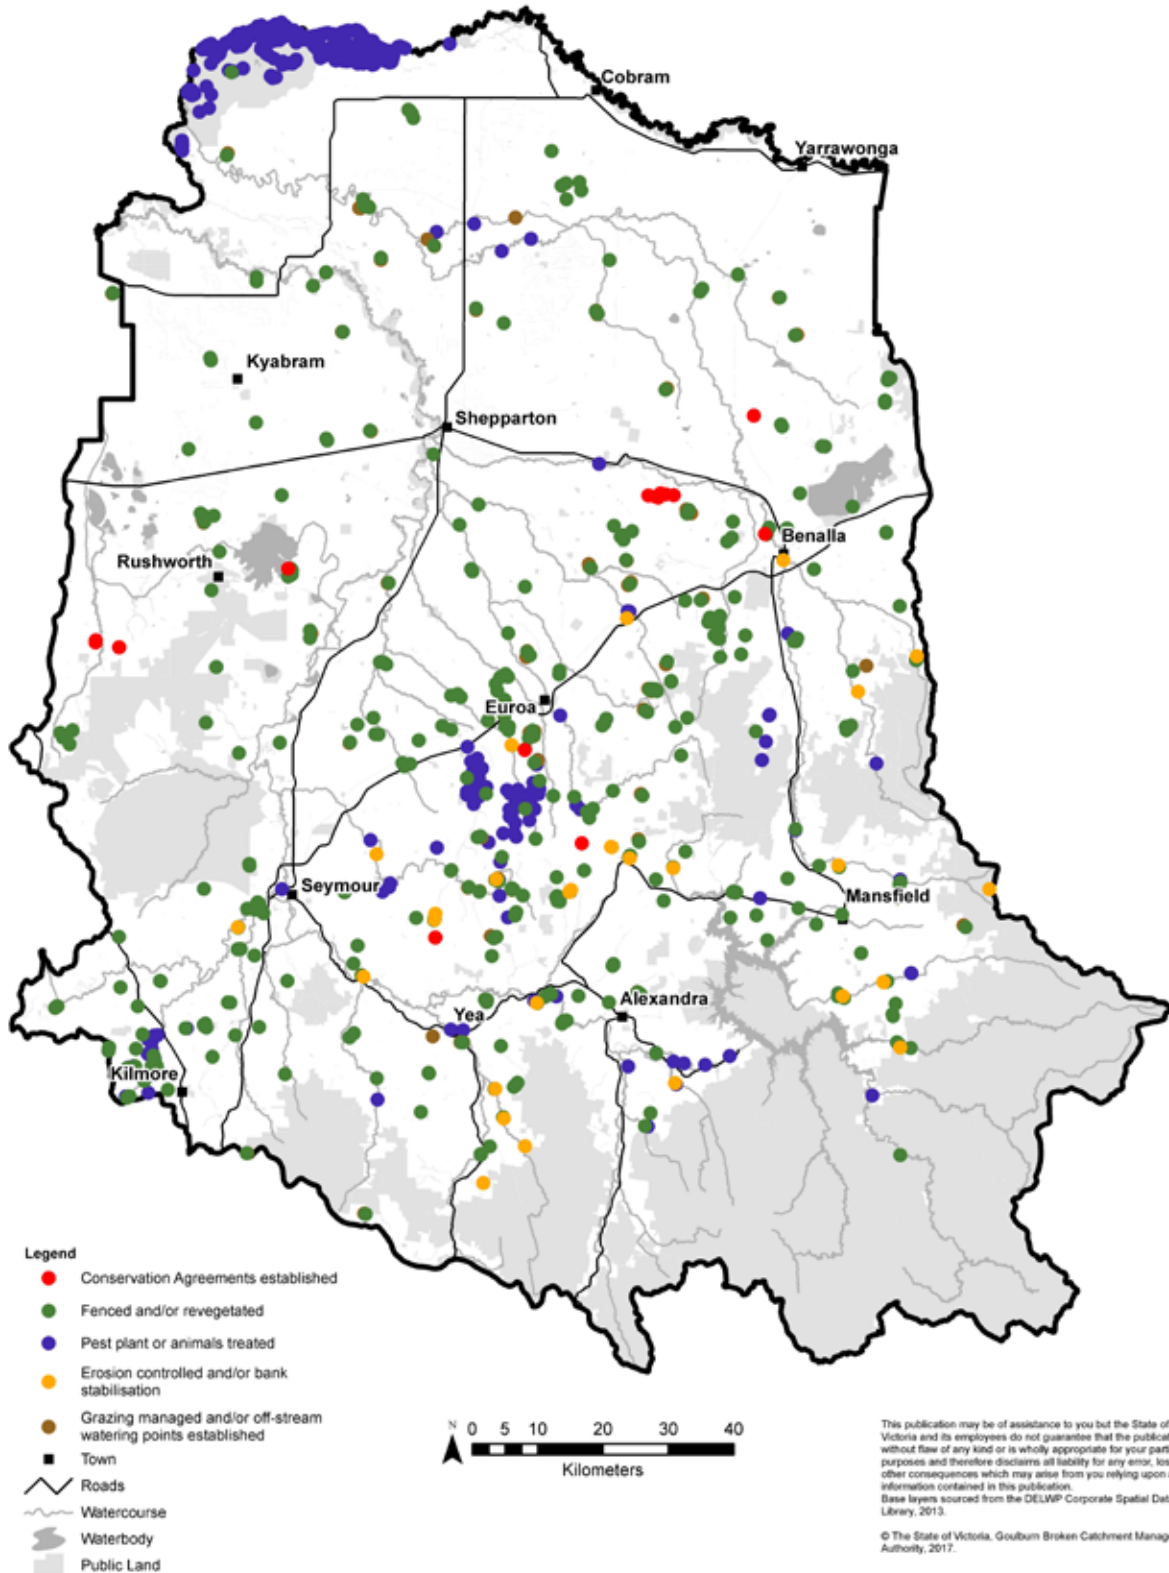 Cobram
Yarrawonga
Kyabram
Shepparton
Benalla
Rushworth
Euroa
Seymour
Mansfield
Alexandra
Yea
Kilmore
Legend
Conservation Agreements established
Fenced and/or revegetated
Pest plant or animals treated
Erosion controlled and/or bank
stabilisation
Grazing managed and/or off-stream
watering points established
Town
Roads
Watercourse
Waterbody
Public Land
N
0 5 10 20 30 40
Kilometers
This publication may be of assistance to you but the State of
Victoria and its employees do not guarantee that the publicat
without flaw of any kind or is wholly appropriate for your parti
purposes and therefore disclaims all liability for any error, los
other consequences which may arise from you relying upon
information contained in this publication.
Base layers sourced from the DELWP Corporate Spatial Dat
Library, 2013.
© The State of Victoria, Goulburn Broken Catchment Manag
Authority, 2017.